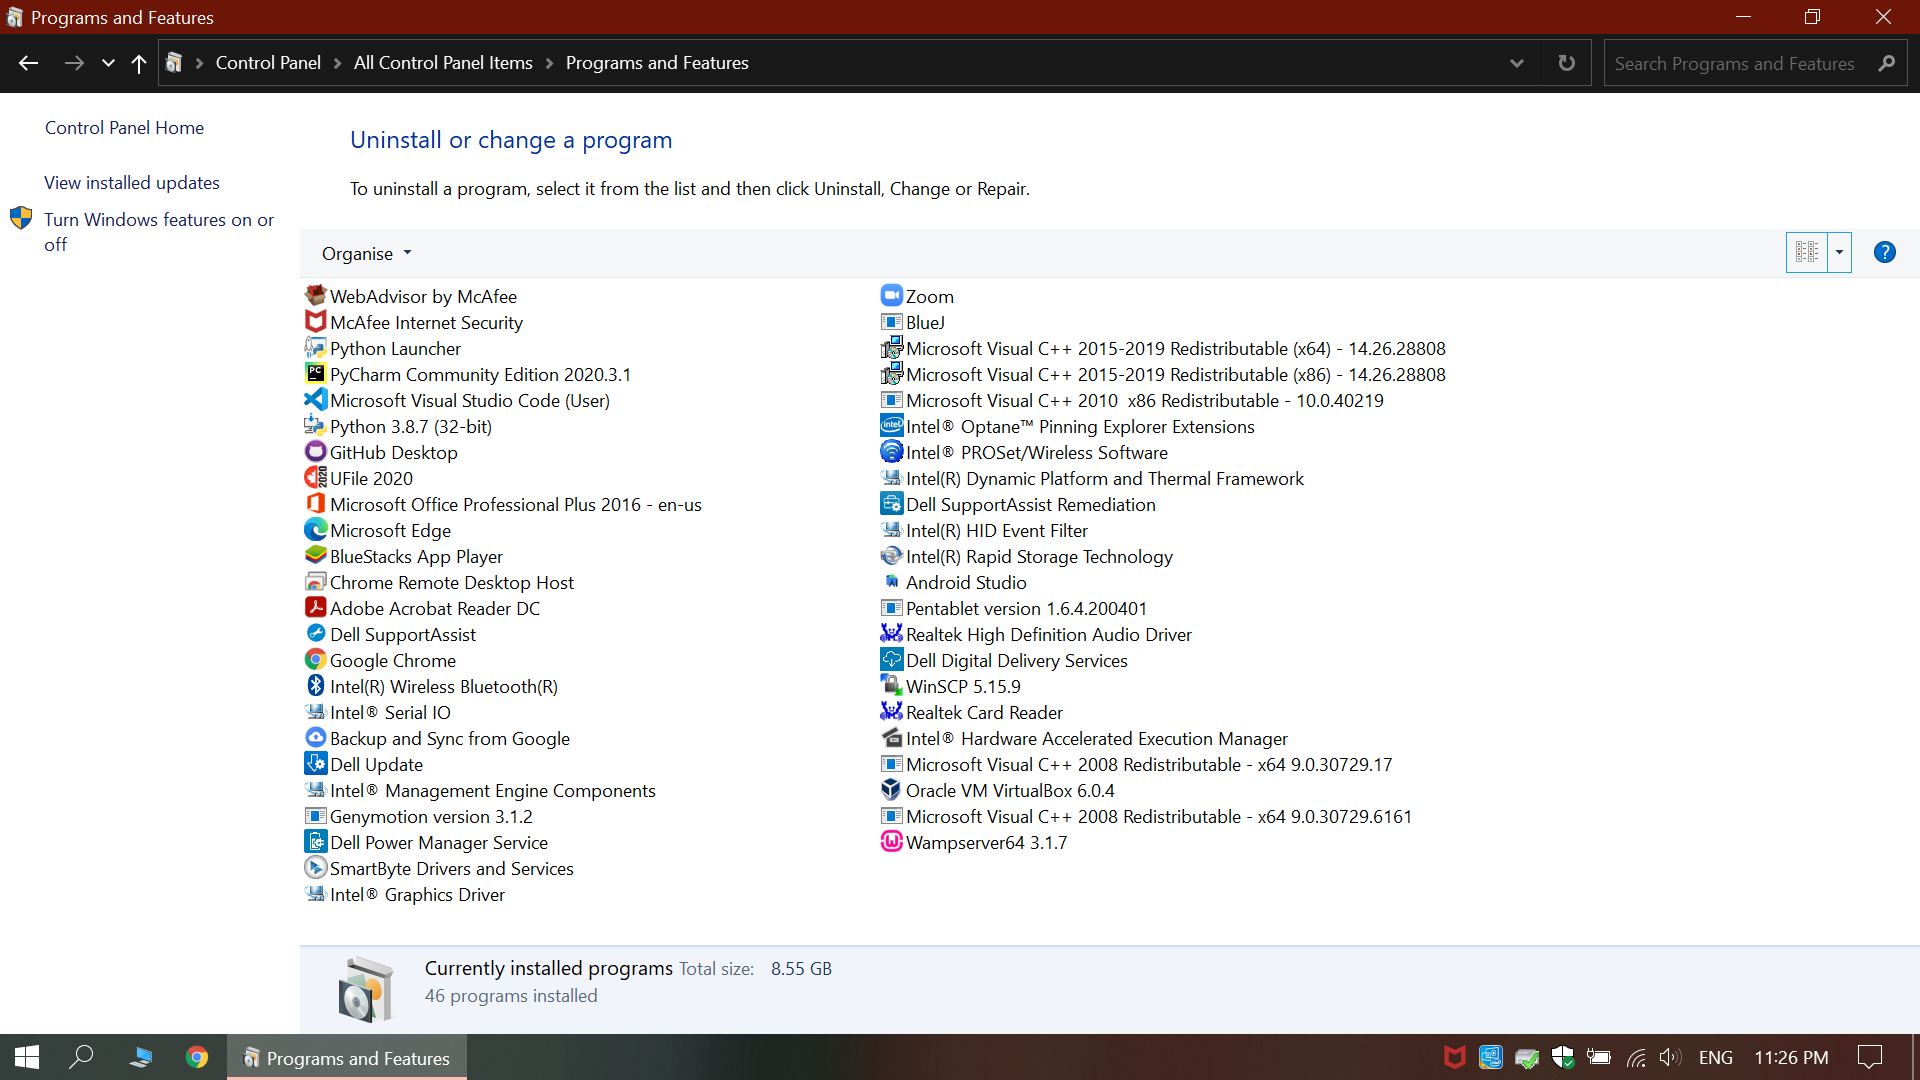 Programs and Features
Control Panel
All Control Panel Items
Programs and Features
Search Programs and Features
Control Panel Home
View installed updates
Turn Windows features on or
off
Uninstall or change a program
To uninstall a program, select it from the list and then click Uninstall, Change or Repair.
Organise
WebAdvisor by McAfee
McAfee Internet Security
Python Launcher
PyCharm Community Edition 2020.3.1
Microsoft Visual Studio Code (User)
Python 3.8.7 (32-bit)
GitHub Desktop
UFile 2020
Microsoft Office Professional Plus 2016 - en-us
Microsoft Edge
BlueStacks App Player
Chrome Remote Desktop Host
Adobe Acrobat Reader DC
Dell SupportAssist
Google Chrome
Intel(R) Wireless Bluetooth(R)
Intel® Serial IO
Backup and Sync from Google
Dell Update
Intel® Management Engine Components
Genymotion version 3.1.2
Dell Power Manager Service
SmartByte Drivers and Services
Intel® Graphics Driver
Zoom
BlueJ
Microsoft Visual C++ 2015-2019 Redistributable (x64) - 14.26.28808
Microsoft Visual C++ 2015-2019 Redistributable (x86) - 14.26.28808
Microsoft Visual C++ 2010  x86 Redistributable - 10.0.40219
Intel® Optane™ Pinning Explorer Extensions
Intel® PROSet/Wireless Software
Intel(R) Dynamic Platform and Thermal Framework
Dell SupportAssist Remediation
Intel(R) HID Event Filter
Intel(R) Rapid Storage Technology
Android Studio
Pentablet version 1.6.4.200401
Realtek High Definition Audio Driver
Dell Digital Delivery Services
WinSCP 5.15.9
Realtek Card Reader
Intel® Hardware Accelerated Execution Manager
Microsoft Visual C++ 2008 Redistributable - x64 9.0.30729.17
Oracle VM VirtualBox 6.0.4
Microsoft Visual C++ 2008 Redistributable - x64 9.0.30729.6161
Wampserver64 3.1.7
Currently installed programs Total size: 8.55 GB
46 programs installed
Programs and Features
ENG
11:26 PM